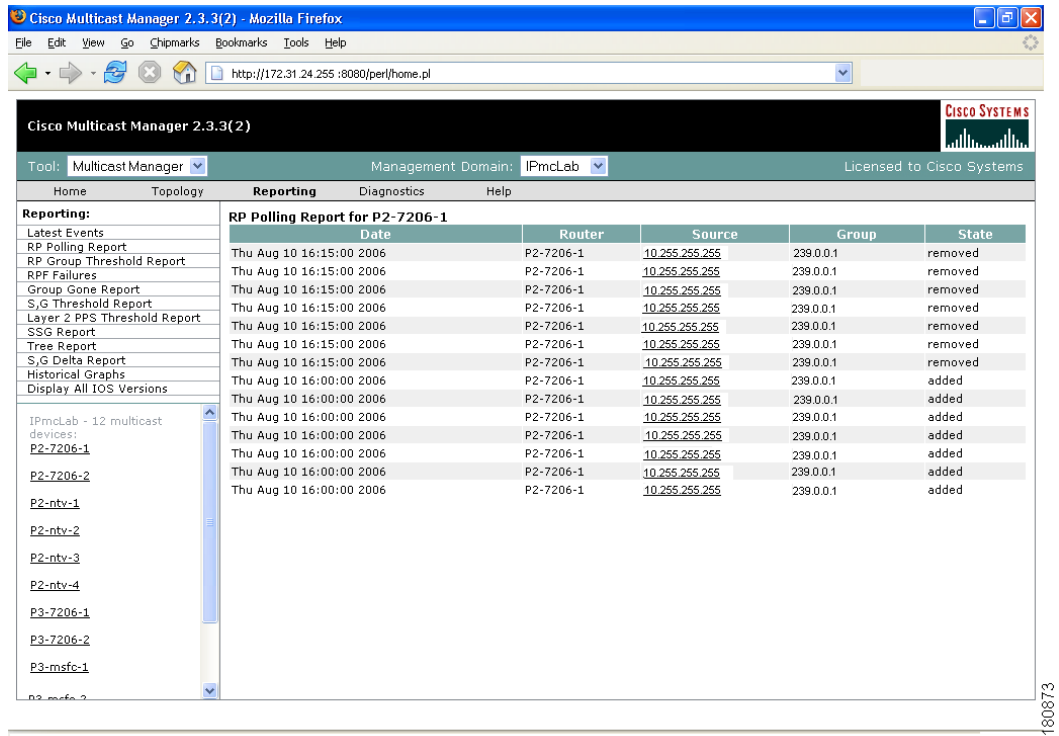 Cisco Multicast Manager 2.3.3(2) - Mozilla Firefox
File Edit View Go Chipmarks Bookmarks Tools Help
http://172.31.24.255 :8080/perl/home.pl
Cisco Multicast Manager 2.3.3(2)
CISCO SYSTEMS
Tool: Multicast Manager Management Domain: IPmcLab Licensed to Cisco Systems
Home Topology Reporting Diagnostics Help
Reporting:
Latest Events
RP Polling Report
RP Group Threshold Report
RPF Failures
Group Gone Report
S,G Threshold Report
Layer 2 PPS Threshold Report
SSG Report
Tree Report
S,G Delta Report
Historical Graphs
Display All IOS Versions
IPmcLab - 12 multicast
devices:
P2-7206-1
P2-7206-2
P2-ntv-1
P2-ntv-2
P2-ntv-3
P2-ntv-4
P3-7206-1
P3-7206-2
P3-msfc-1
P3-msfc-2
RP Polling Report for P2-7206-1
Date Router Source Group State
Thu Aug 10 16:15:00 2006 P2-7206-1 10.255.255.255 239.0.0.1 removed
Thu Aug 10 16:15:00 2006 P2-7206-1 10.255.255.255 239.0.0.1 removed
Thu Aug 10 16:15:00 2006 P2-7206-1 10.255.255.255 239.0.0.1 removed
Thu Aug 10 16:15:00 2006 P2-7206-1 10.255.255.255 239.0.0.1 removed
Thu Aug 10 16:15:00 2006 P2-7206-1 10.255.255.255 239.0.0.1 removed
Thu Aug 10 16:15:00 2006 P2-7206-1 10.255.255.255 239.0.0.1 removed
Thu Aug 10 16:15:00 2006 P2-7206-1 10.255.255.255 239.0.0.1 removed
Thu Aug 10 16:00:00 2006 P2-7206-1 10.255.255.255 239.0.0.1 added
Thu Aug 10 16:00:00 2006 P2-7206-1 10.255.255.255 239.0.0.1 added
Thu Aug 10 16:00:00 2006 P2-7206-1 10.255.255.255 239.0.0.1 added
Thu Aug 10 16:00:00 2006 P2-7206-1 10.255.255.255 239.0.0.1 added
Thu Aug 10 16:00:00 2006 P2-7206-1 10.255.255.255 239.0.0.1 added
Thu Aug 10 16:00:00 2006 P2-7206-1 10.255.255.255 239.0.0.1 added
Thu Aug 10 16:00:00 2006 P2-7206-1 10.255.255.255 239.0.0.1 added
180873